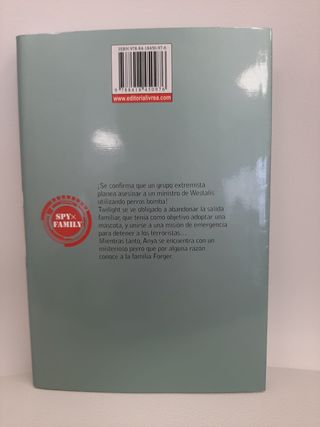 ISBN 978-84-18450-97-6
9 788418 450976
www.editorialivrea.com
SPY×
FAMILY
¡Se confirma que un grupo extremista
planea asesinar a un ministro de Westalis
utilizando perros bomba!
Twilight se ve obligado a abandonar la salida
familiar, que tenía como objetivo adoptar una
mascota, y unirse a una misión de emergencia
para detener a los terroristas...
Mientras tanto, Anya se encuentra con un
misterioso perro que por alguna razón
conoce a la familia Forger.